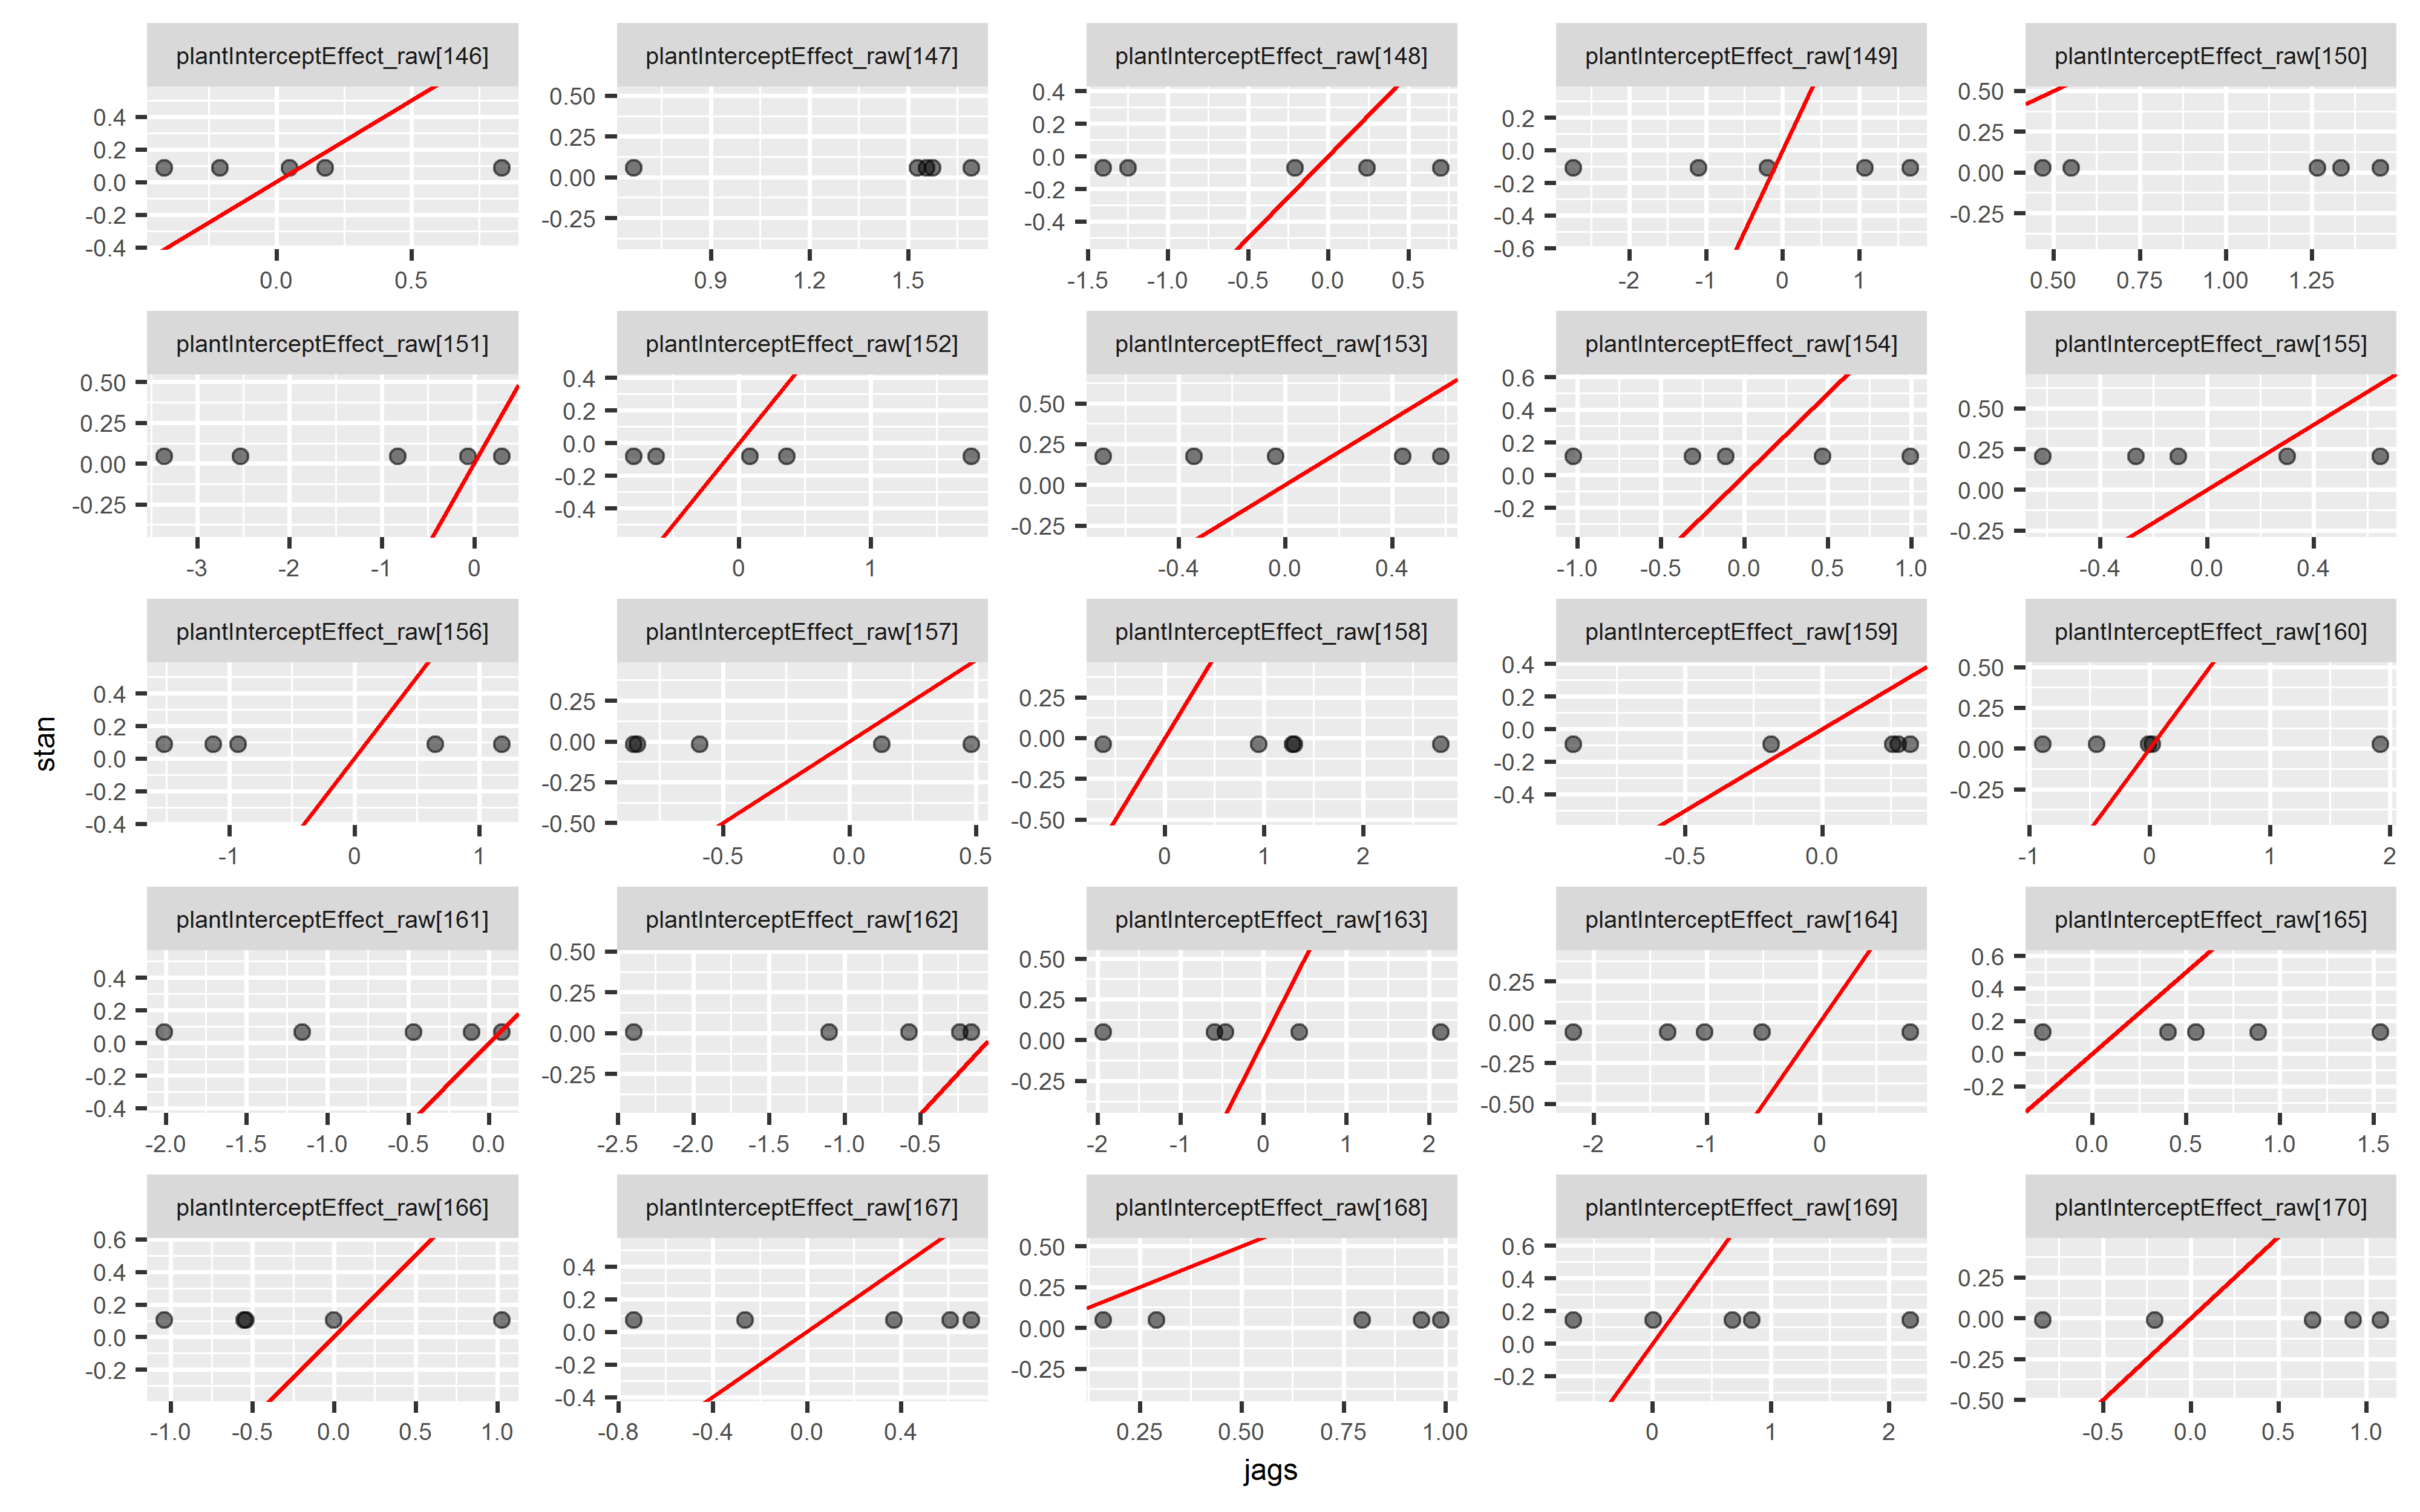 plantInterceptEffect_raw[146] plantInterceptEffect_raw[147] plantInterceptEffect_raw[148] plantInterceptEffect_raw[149] plantInterceptEffect_raw[150]
0.4 0.2 0.0 -0.2 -0.4 0.50 0.25 0.00 -0.25 0.4 0.2 0.0 -0.2 -0.4 0.2 0.0 -0.2 -0.4 -0.6 0.50 0.25 0.00 -0.25
0.0 0.5 0.9 1.2 1.5 -1.5 -1.0 -0.5 0.0 0.5 -2 -1 0 1 0.50 0.75 1.00 1.25
plantInterceptEffect_raw[151] plantInterceptEffect_raw[152] plantInterceptEffect_raw[153] plantInterceptEffect_raw[154] plantInterceptEffect_raw[155]
0.50 0.25 0.00 -0.25 0.4 0.2 0.0 -0.2 -0.4 0.50 0.25 0.00 -0.25 0.6 0.4 0.2 0.0 -0.2 0.50 0.25 0.00 -0.25
-3 -2 -1 0 0 1 -0.4 0.0 0.4 -1.0 -0.5 0.0 0.5 1.0 -0.4 0.0 0.4
plantInterceptEffect_raw[156] plantInterceptEffect_raw[157] plantInterceptEffect_raw[158] plantInterceptEffect_raw[159] plantInterceptEffect_raw[160]
stan
0.4 0.2 0.0 -0.2 -0.4 0.25 0.00 -0.25 -0.50 0.25 0.00 -0.25 -0.50 0.4 0.2 0.0 -0.2 -0.4 0.50 0.25 0.00 -0.25
-1 0 1 -0.5 0.0 0.5 0 1 2 -0.5 0.0 -1 0 1 2
plantInterceptEffect_raw[161] plantInterceptEffect_raw[162] plantInterceptEffect_raw[163] plantInterceptEffect_raw[164] plantInterceptEffect_raw[165]
0.4 0.2 0.0 -0.2 -0.4 0.50 0.25 0.00 -0.25 0.50 0.25 0.00 -0.25 0.25 0.00 -0.25 -0.50 0.6 0.4 0.2 0.0 -0.2
-2.0 -1.5 -1.0 -0.5 0.0 -2.5 -2.0 -1.5 -1.0 -0.5 -2 -1 0 1 2 -2 -1 0 0.0 0.5 1.0 1.5
plantInterceptEffect_raw[166] plantInterceptEffect_raw[167] plantInterceptEffect_raw[168] plantInterceptEffect_raw[169] plantInterceptEffect_raw[170]
0.6 0.4 0.2 0.0 -0.2 0.4 0.2 0.0 -0.2 -0.4 0.50 0.25 0.00 -0.25 0.6 0.4 0.2 0.0 -0.2 0.25 0.00 -0.25 -0.50
-1.0 -0.5 0.0 0.5 1.0 -0.8 -0.4 0.0 0.4 0.25 0.50 0.75 1.00 0 1 2 -0.5 0.0 0.5 1.0
jags